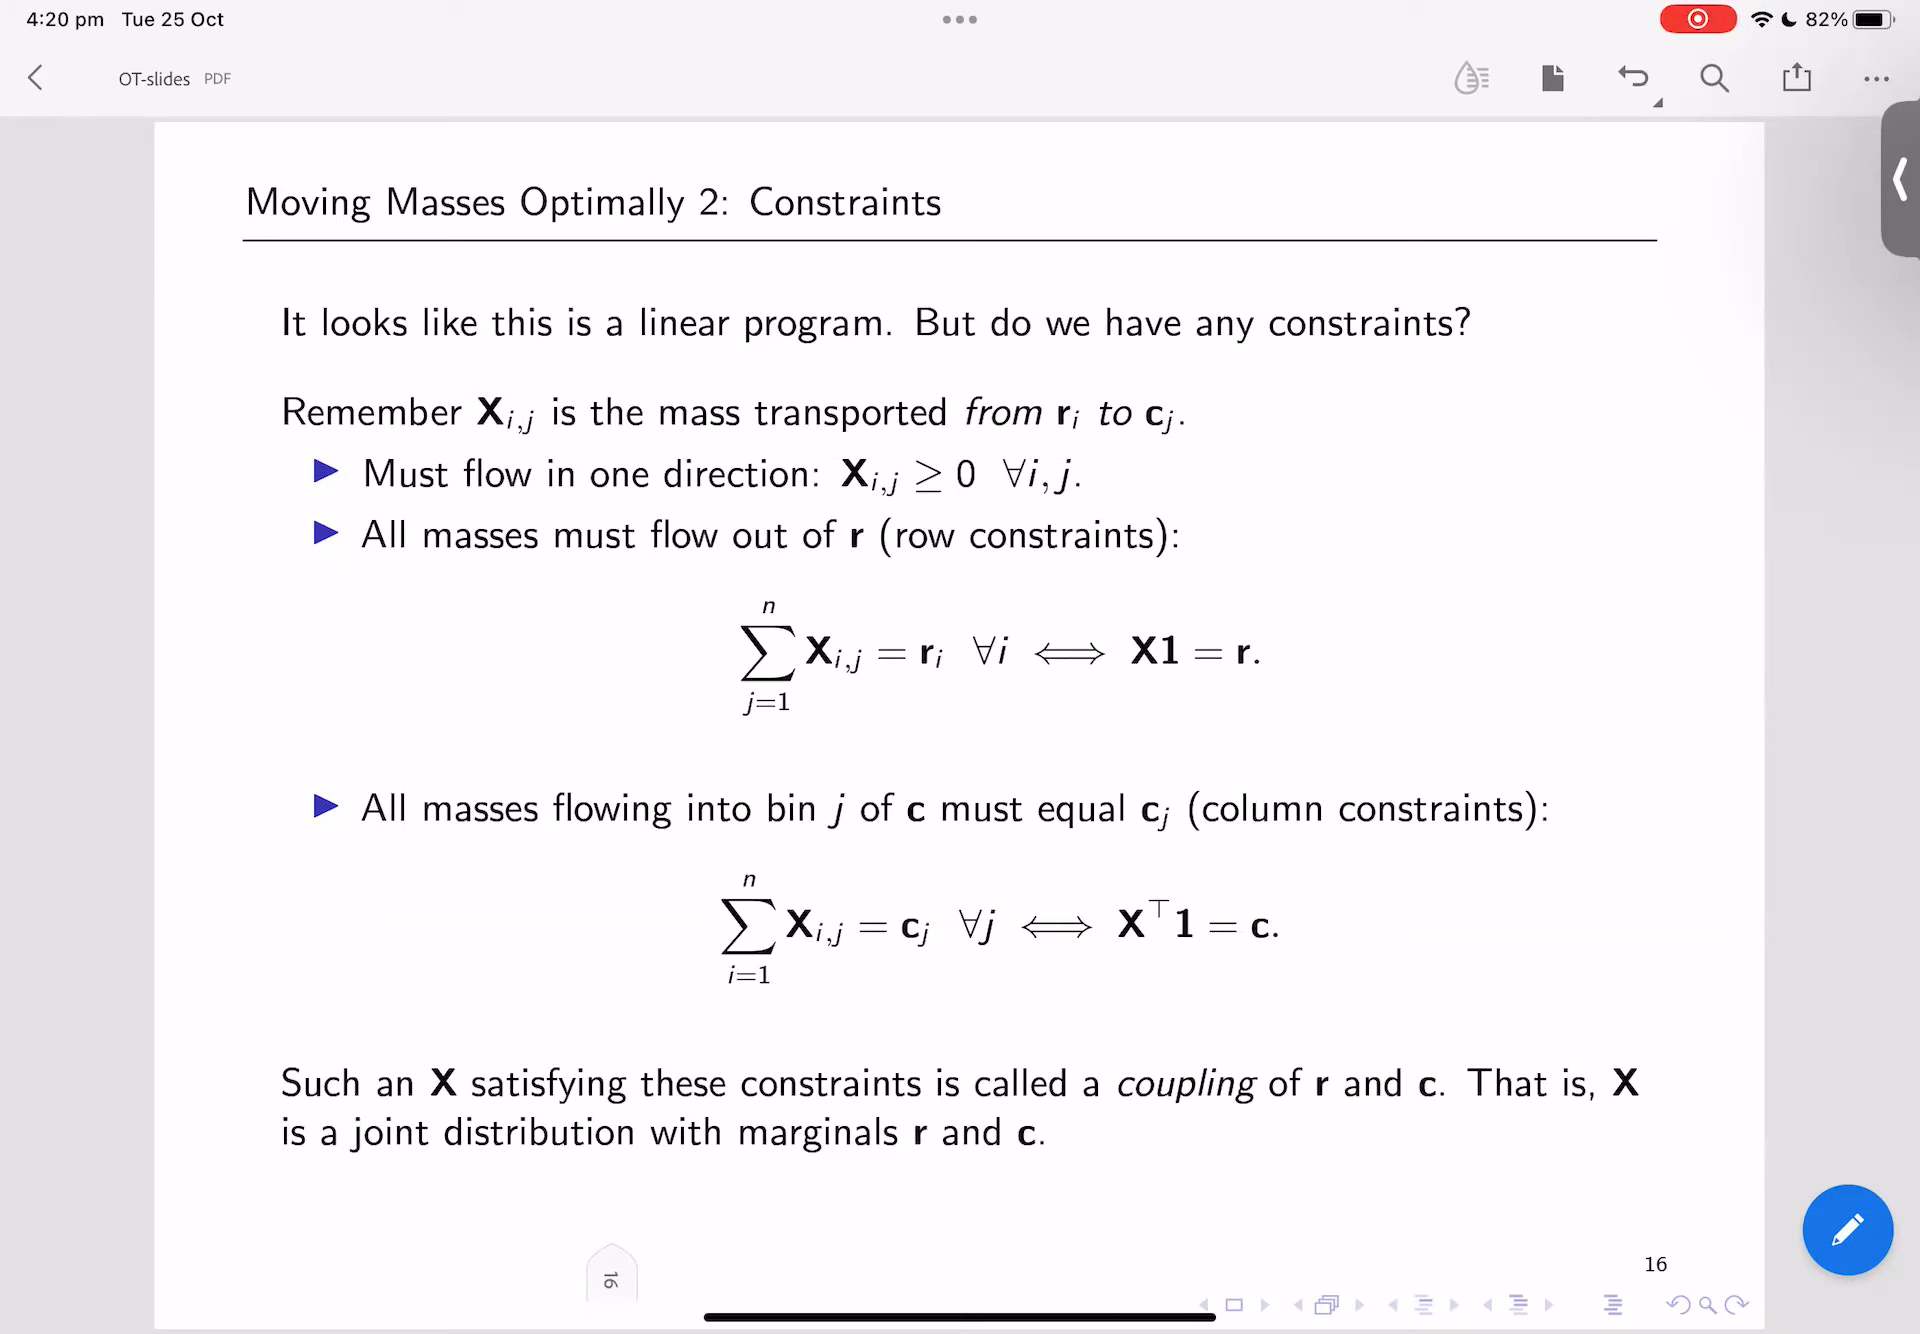 4:20 pm Tue 25 Oct
82%
OT-slides PDF
Moving Masses Optimally 2: Constraints
It looks like this is a linear program. But do we have any constraints?
Remember X_{i,j} is the mass transported from r_i to c_j.
▶ Must flow in one direction: X_{i,j} ≥ 0 ∀i, j.
▶ All masses must flow out of r (row constraints):
∑_{j=1}^{n} X_{i,j} = r_i ∀i ⟺ X1 = r.
▶ All masses flowing into bin j of c must equal c_j (column constraints):
∑_{i=1}^{n} X_{i,j} = c_j ∀j ⟺ X^⊤1 = c.
Such an X satisfying these constraints is called a coupling of r and c. That is, X
is a joint distribution with marginals r and c.
16
16